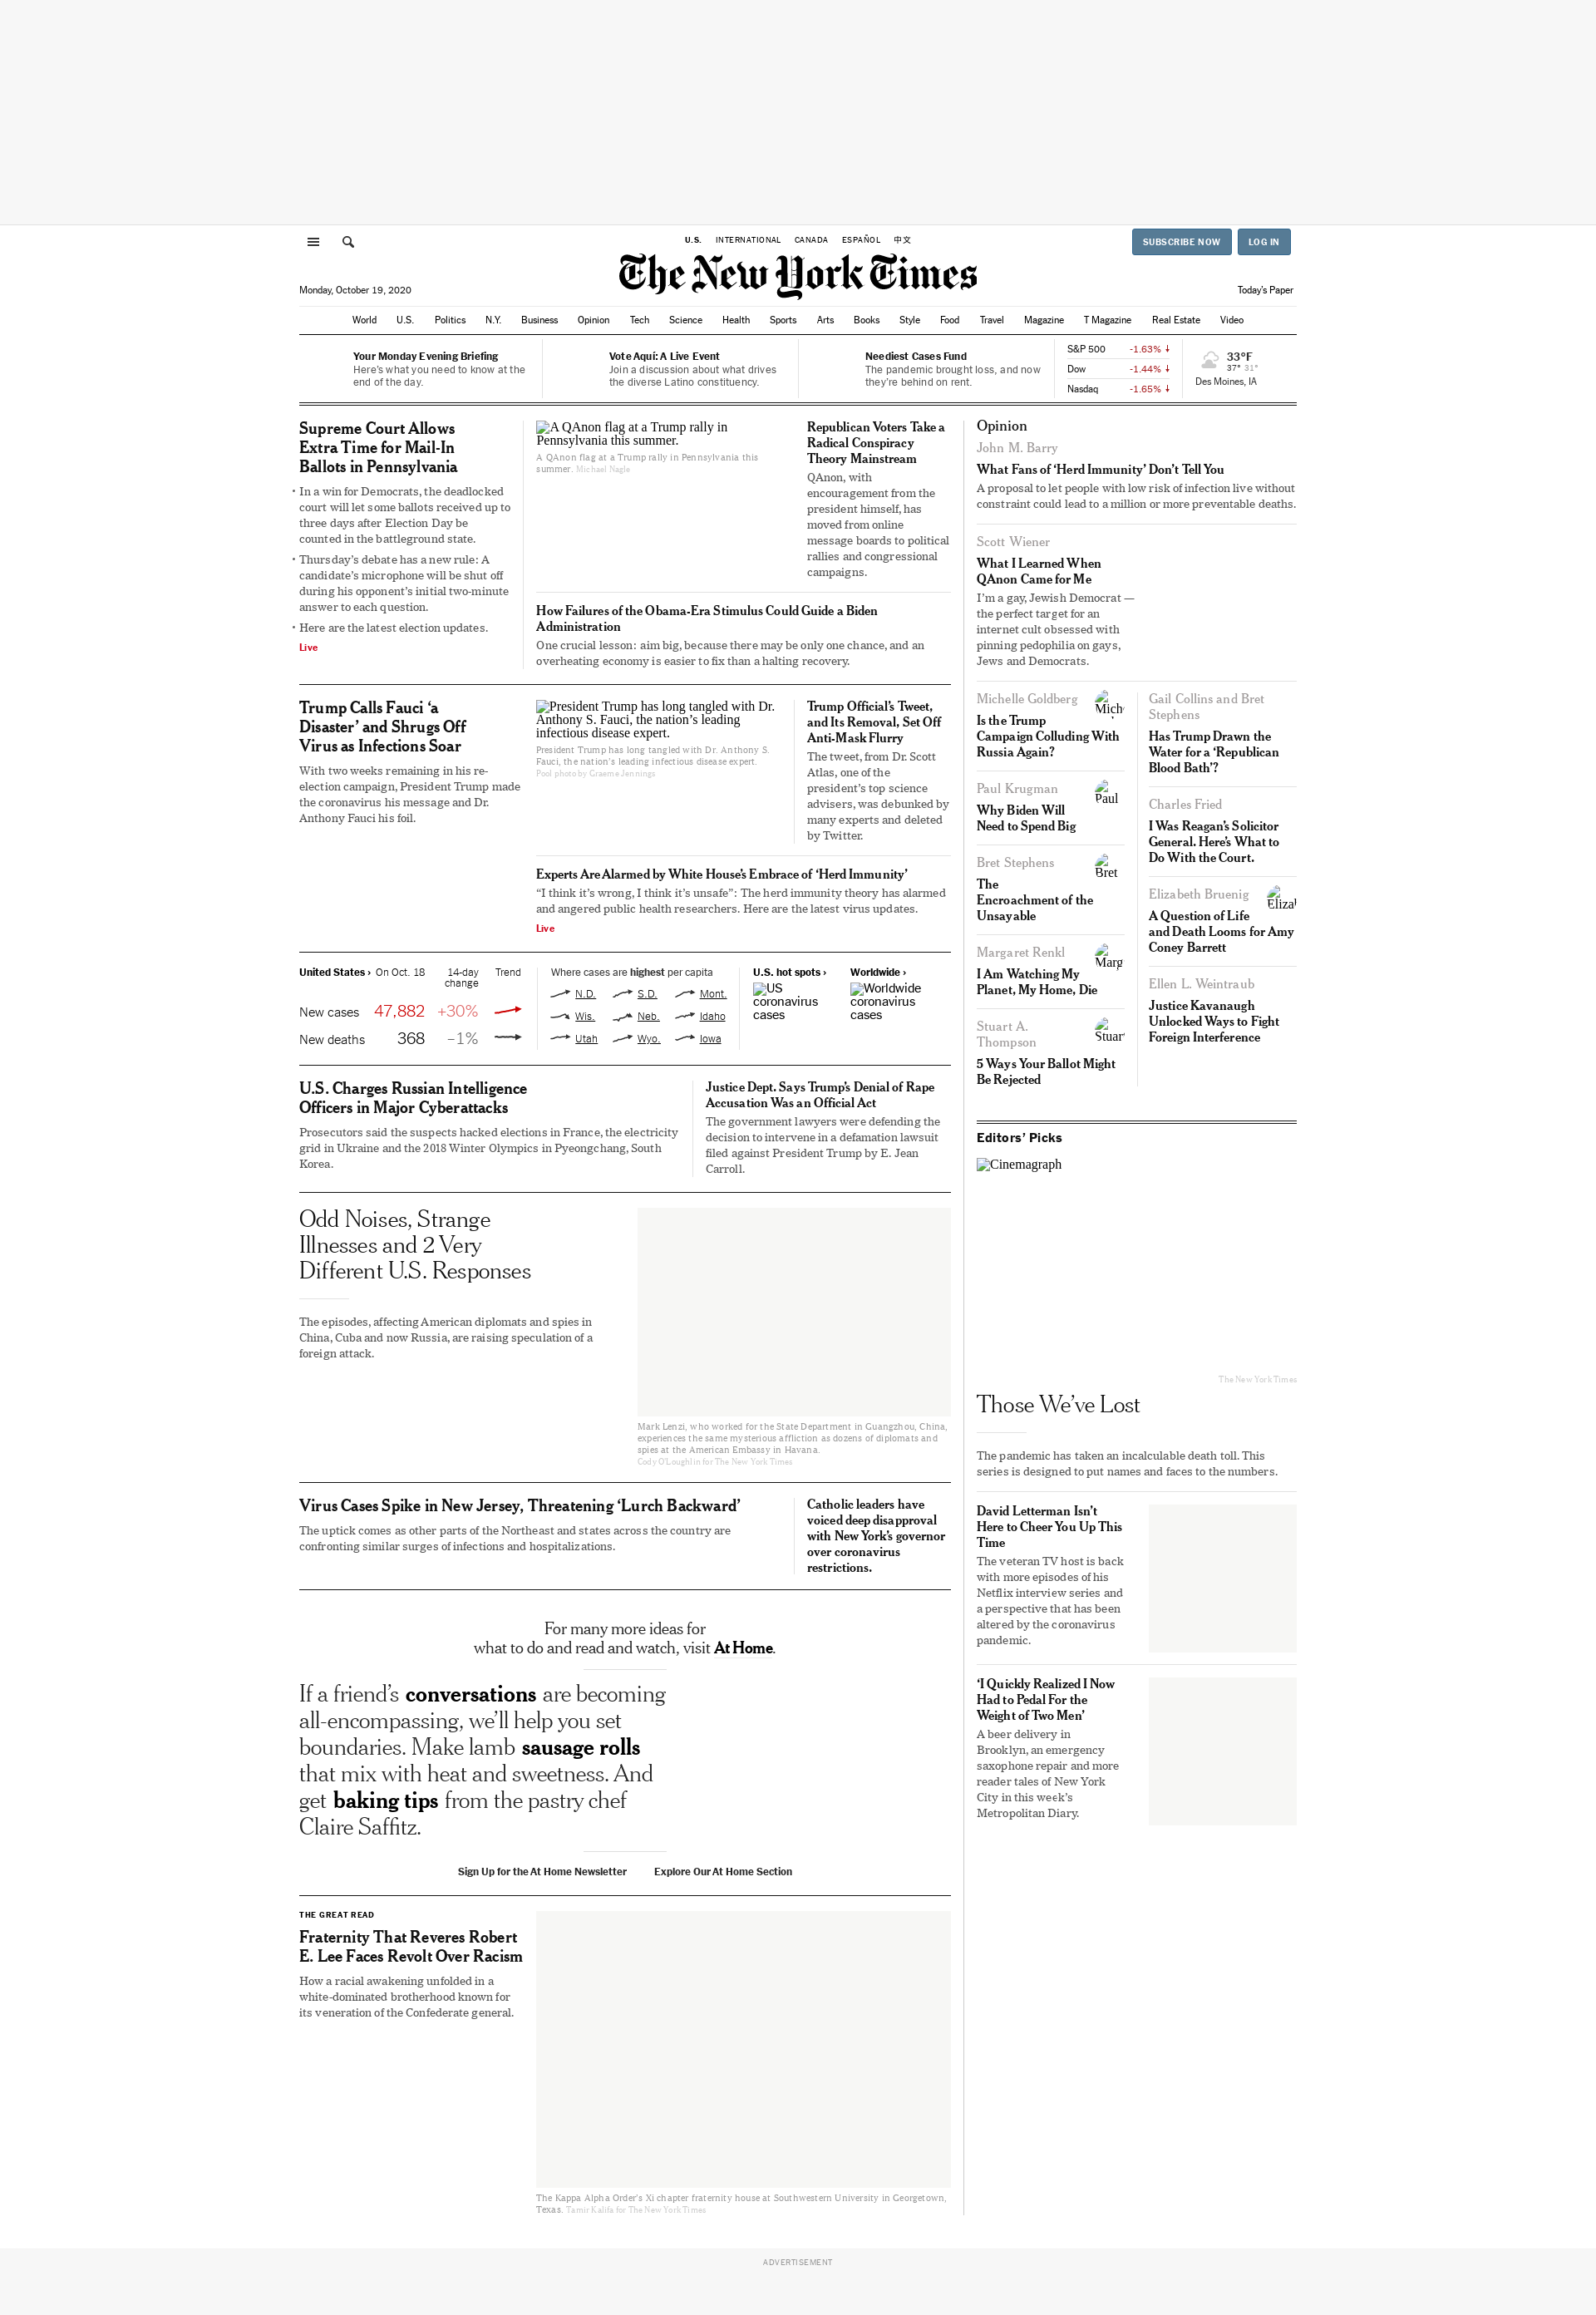 U.S. INTERNATIONAL CANADA ESPAÑOL 中文
SUBSCRIBE NOW LOG IN
The New York Times
Monday, October 19, 2020
Today's Paper
World U.S. Politics N.Y. Business Opinion Tech Science Health Sports Arts Books Style Food Travel Magazine T Magazine Real Estate Video
Your Monday Evening Briefing
Here's what you need to know at the
end of the day.
Vote Aquí: A Live Event
Join a discussion about what drives
the diverse Latino constituency.
Neediest Cases Fund
The pandemic brought loss, and now
they're behind on rent.
S&P 500 -1.63% ↓
Dow -1.44% ↓
Nasdaq -1.65% ↓
33°F
37° 31°
Des Moines, IA
Supreme Court Allows
Extra Time for Mail-In
Ballots in Pennsylvania
• In a win for Democrats, the deadlocked
court will let some ballots received up to
three days after Election Day be
counted in the battleground state.
• Thursday's debate has a new rule: A
candidate's microphone will be shut off
during his opponent's initial two-minute
answer to each question.
• Here are the latest election updates.
Live
A QAnon flag at a Trump rally in
Pennsylvania this summer.
A QAnon flag at a Trump rally in Pennsylvania this
summer. Michael Nagle
Republican Voters Take a
Radical Conspiracy
Theory Mainstream
QAnon, with
encouragement from the
president himself, has
moved from online
message boards to political
rallies and congressional
campaigns.
How Failures of the Obama-Era Stimulus Could Guide a Biden
Administration
One crucial lesson: aim big, because there may be only one chance, and an
overheating economy is easier to fix than a halting recovery.
Trump Calls Fauci 'a
Disaster' and Shrugs Off
Virus as Infections Soar
With two weeks remaining in his re-
election campaign, President Trump made
the coronavirus his message and Dr.
Anthony Fauci his foil.
President Trump has long tangled with Dr.
Anthony S. Fauci, the nation's leading
infectious disease expert.
President Trump has long tangled with Dr. Anthony S.
Fauci, the nation's leading infectious disease expert.
Pool photo by Graeme Jennings
Trump Official's Tweet,
and Its Removal, Set Off
Anti-Mask Flurry
The tweet, from Dr. Scott
Atlas, one of the
president's top science
advisers, was debunked by
many experts and deleted
by Twitter.
Experts Are Alarmed by White House's Embrace of 'Herd Immunity'
“I think it's wrong, I think it's unsafe”: The herd immunity theory has alarmed
and angered public health researchers. Here are the latest virus updates.
Live
United States › On Oct. 18 14-day
change Trend
New cases 47,882 +30%
New deaths 368 –1%
Where cases are highest per capita
N.D. S.D. Mont.
Wis. Neb. Idaho
Utah Wyo. Iowa
U.S. hot spots ›
US
coronavirus
cases
Worldwide ›
Worldwide
coronavirus
cases
U.S. Charges Russian Intelligence
Officers in Major Cyberattacks
Prosecutors said the suspects hacked elections in France, the electricity
grid in Ukraine and the 2018 Winter Olympics in Pyeongchang, South
Korea.
Justice Dept. Says Trump's Denial of Rape
Accusation Was an Official Act
The government lawyers were defending the
decision to intervene in a defamation lawsuit
filed against President Trump by E. Jean
Carroll.
Odd Noises, Strange
Illnesses and 2 Very
Different U.S. Responses
The episodes, affecting American diplomats and spies in
China, Cuba and now Russia, are raising speculation of a
foreign attack.
Mark Lenzi, who worked for the State Department in Guangzhou, China,
experiences the same mysterious affliction as dozens of diplomats and
spies at the American Embassy in Havana.
Cody O'Loughlin for The New York Times
Virus Cases Spike in New Jersey, Threatening 'Lurch Backward'
The uptick comes as other parts of the Northeast and states across the country are
confronting similar surges of infections and hospitalizations.
Catholic leaders have
voiced deep disapproval
with New York's governor
over coronavirus
restrictions.
For many more ideas for
what to do and read and watch, visit At Home.
If a friend's conversations are becoming
all-encompassing, we'll help you set
boundaries. Make lamb sausage rolls
that mix with heat and sweetness. And
get baking tips from the pastry chef
Claire Saffitz.
Sign Up for the At Home Newsletter Explore Our At Home Section
THE GREAT READ
Fraternity That Reveres Robert
E. Lee Faces Revolt Over Racism
How a racial awakening unfolded in a
white-dominated brotherhood known for
its veneration of the Confederate general.
The Kappa Alpha Order's Xi chapter fraternity house at Southwestern University in Georgetown,
Texas. Tamir Kalifa for The New York Times
Opinion
John M. Barry
What Fans of 'Herd Immunity' Don't Tell You
A proposal to let people with low risk of infection live without
constraint could lead to a million or more preventable deaths.
Scott Wiener
What I Learned When
QAnon Came for Me
I'm a gay, Jewish Democrat —
the perfect target for an
internet cult obsessed with
pinning pedophilia on gays,
Jews and Democrats.
Michelle Goldberg
Is the Trump
Campaign Colluding With
Russia Again?
Paul Krugman
Paul
Why Biden Will
Need to Spend Big
Bret Stephens
Bret
The
Encroachment of the
Unsayable
Margaret Renkl
Marg
I Am Watching My
Planet, My Home, Die
Stuart A.
Thompson
5 Ways Your Ballot Might
Be Rejected
Gail Collins and Bret
Stephens
Has Trump Drawn the
Water for a 'Republican
Blood Bath'?
Charles Fried
I Was Reagan's Solicitor
General. Here's What to
Do With the Court.
Elizabeth Bruenig
A Question of Life
and Death Looms for Amy
Coney Barrett
Ellen L. Weintraub
Justice Kavanaugh
Unlocked Ways to Fight
Foreign Interference
Editors' Picks
Cinemagraph
The New York Times
Those We've Lost
The pandemic has taken an incalculable death toll. This
series is designed to put names and faces to the numbers.
David Letterman Isn't
Here to Cheer You Up This
Time
The veteran TV host is back
with more episodes of his
Netflix interview series and
a perspective that has been
altered by the coronavirus
pandemic.
'I Quickly Realized I Now
Had to Pedal For the
Weight of Two Men'
A beer delivery in
Brooklyn, an emergency
saxophone repair and more
reader tales of New York
City in this week's
Metropolitan Diary.
ADVERTISEMENT